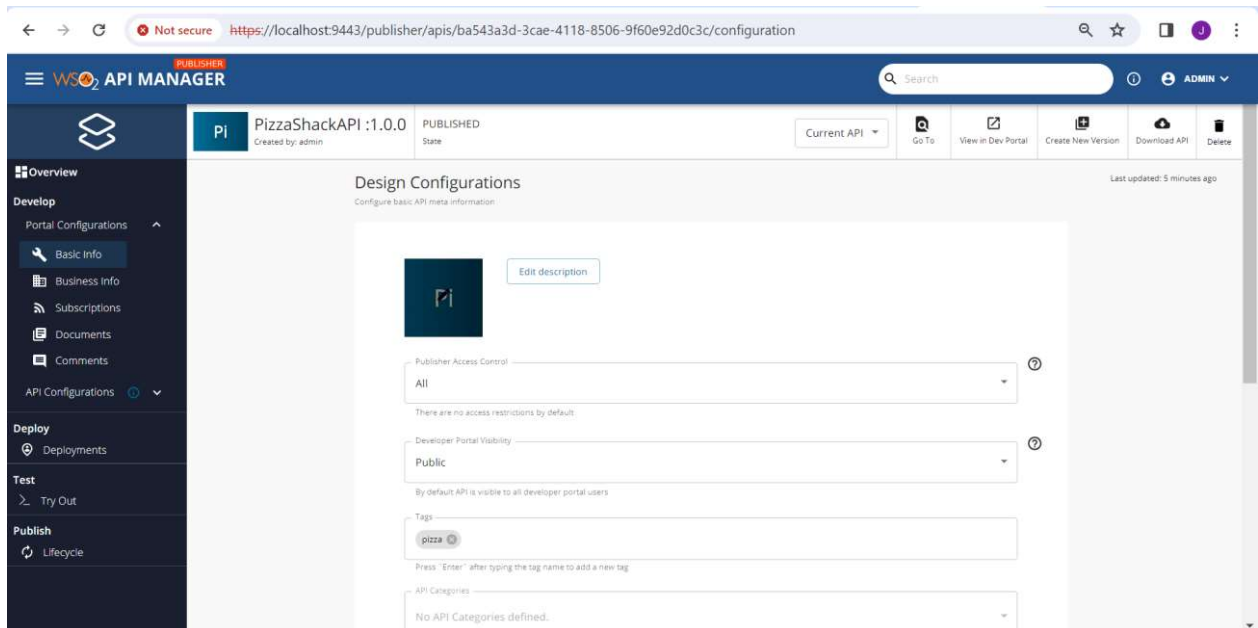 Not secure https://localhost:9443/publisher/apis/ba543a3d-3cae-4118-8506-9f60e92d0c3c/configuration
J
PUBLISHER
WSO2 API MANAGER
Search
ADMIN
Pi
PizzaShackAPI :1.0.0
Created by: admin
PUBLISHED
State
Current API
Go To
View in Dev Portal
Create New Version
Download API
Delete
Overview
Develop
Portal Configurations
Basic Info
Business Info
Subscriptions
Documents
Comments
API Configurations
Deploy
Deployments
Test
Try Out
Publish
Lifecycle
Design Configurations
Configure basic API meta information
Last updated: 5 minutes ago
Pi
Edit description
Publisher Access Control
All
There are no access restrictions by default
Developer Portal Visibility
Public
By default API is visible to all developer portal users
Tags
pizza
Press `Enter` after typing the tag name to add a new tag
API Categories
No API Categories defined.